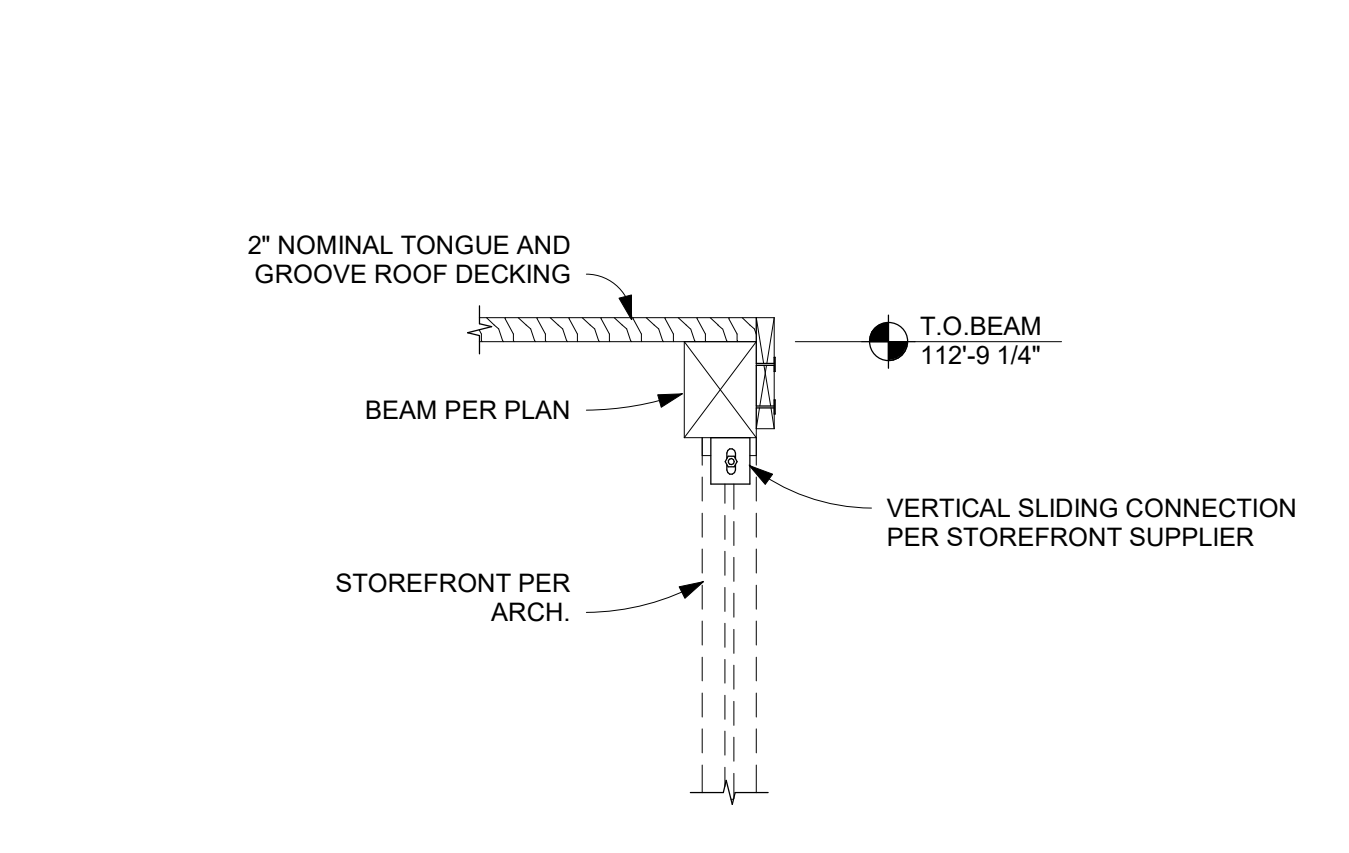 2" NOMINAL TONGUE AND
GROOVE ROOF DECKING
T.O.BEAM
112'-9 1/4"
BEAM PER PLAN
VERTICAL SLIDING CONNECTION
PER STOREFRONT SUPPLIER
STOREFRONT PER
ARCH.